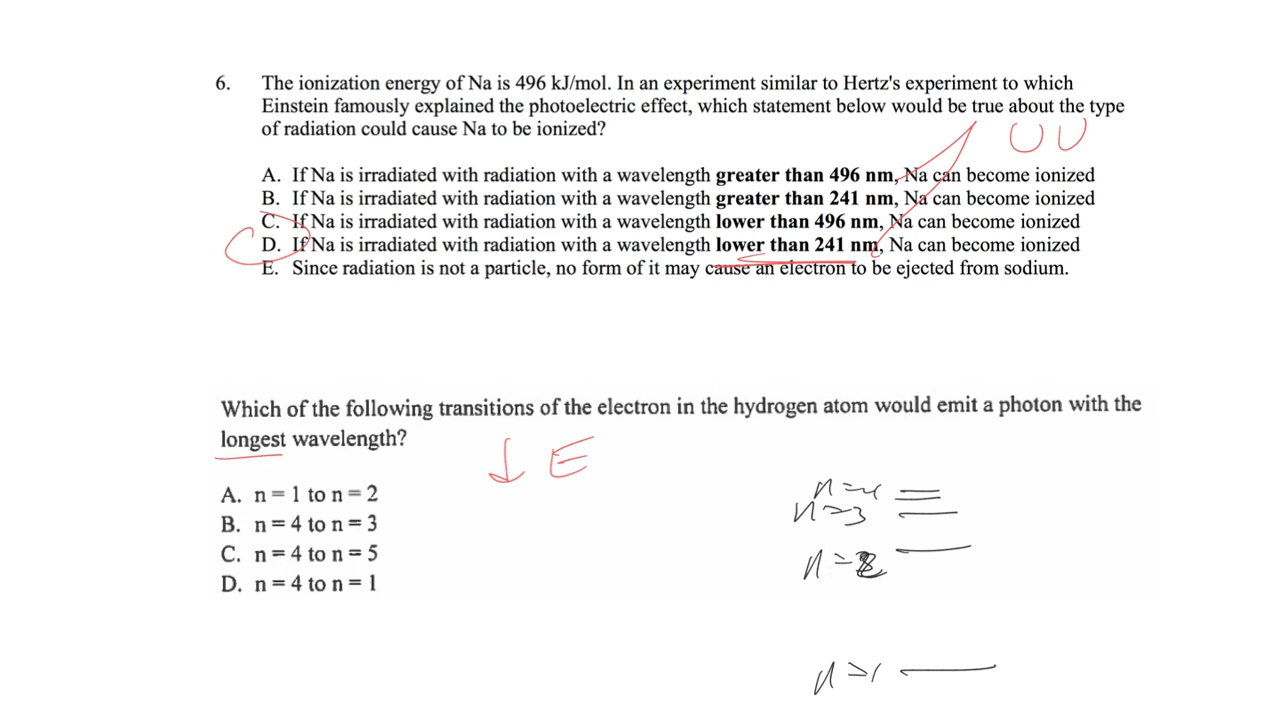 6. The ionization energy of Na is 496 kJ/mol. In an experiment similar to Hertz's experiment to which
Einstein famously explained the photoelectric effect, which statement below would be true about the type
of radiation could cause Na to be ionized?
UV
A. If Na is irradiated with radiation with a wavelength greater than 496 nm, Na can become ionized
B. If Na is irradiated with radiation with a wavelength greater than 241 nm, Na can become ionized
C. If Na is irradiated with radiation with a wavelength lower than 496 nm, Na can become ionized
D. If Na is irradiated with radiation with a wavelength lower than 241 nm, Na can become ionized
E. Since radiation is not a particle, no form of it may cause an electron to be ejected from sodium.
Which of the following transitions of the electron in the hydrogen atom would emit a photon with the
longest wavelength?
↓ E
A. n = 1 to n = 2
B. n = 4 to n = 3
C. n = 4 to n = 5
D. n = 4 to n = 1
n=4
n=3
n=2
n=1